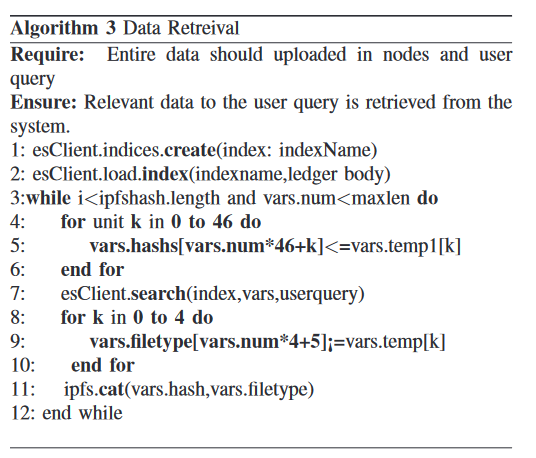 Algorithm 3 Data Retreival
Require: Entire data should uploaded in nodes and user
query
Ensure: Relevant data to the user query is retrieved from the
system.
1: esClient.indices.create(index: indexName)
2: esClient.load.index(indexname,ledger body)
3:while i<ipfshash.length and vars.num<maxlen do
4: for unit k in 0 to 46 do
5: vars.hashs[vars.num*46+k]<=vars.temp1[k]
6: end for
7: esClient.search(index,vars,userquery)
8: for k in 0 to 4 do
9: vars.filetype[vars.num*4+5]¡=vars.temp[k]
10: end for
11: ipfs.cat(vars.hash,vars.filetype)
12: end while